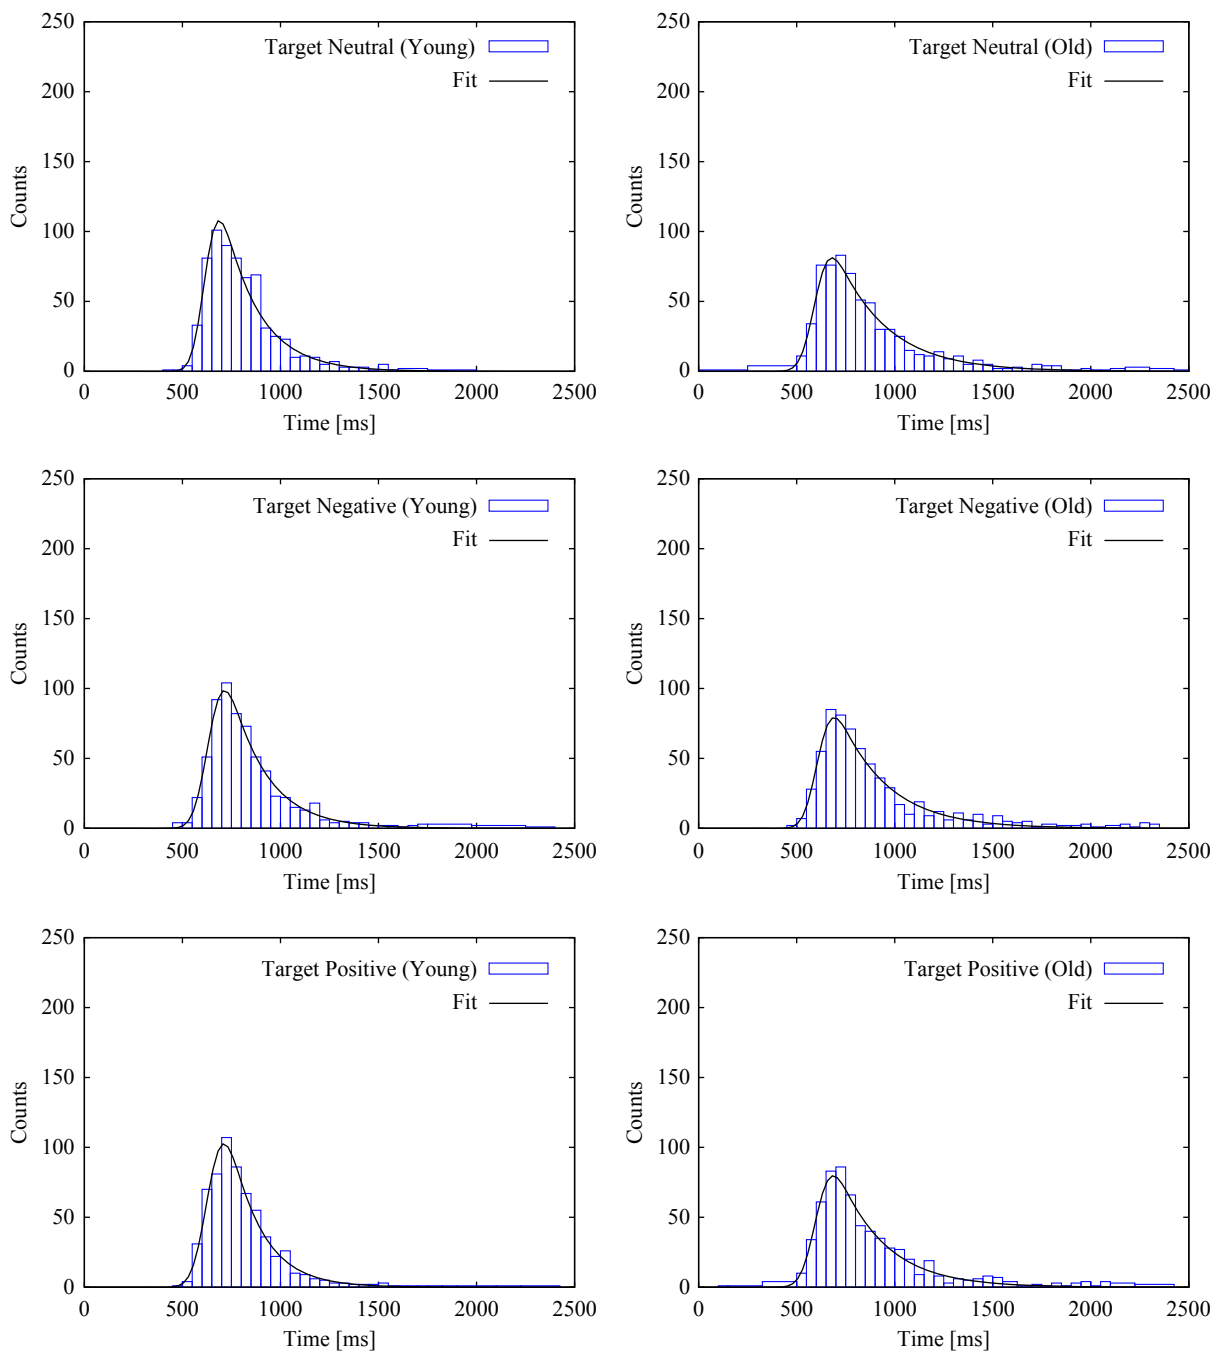 250
200
150
100
50
0
Counts
Target Neutral (Young)
Fit
0 500 1000 1500 2000 2500
Time [ms]
250
200
150
100
50
0
Counts
Target Neutral (Old)
Fit
0 500 1000 1500 2000 2500
Time [ms]
250
200
150
100
50
0
Counts
Target Negative (Young)
Fit
0 500 1000 1500 2000 2500
Time [ms]
250
200
150
100
50
0
Counts
Target Negative (Old)
Fit
0 500 1000 1500 2000 2500
Time [ms]
250
200
150
100
50
0
Counts
Target Positive (Young)
Fit
0 500 1000 1500 2000 2500
Time [ms]
250
200
150
100
50
0
Counts
Target Positive (Old)
Fit
0 500 1000 1500 2000 2500
Time [ms]